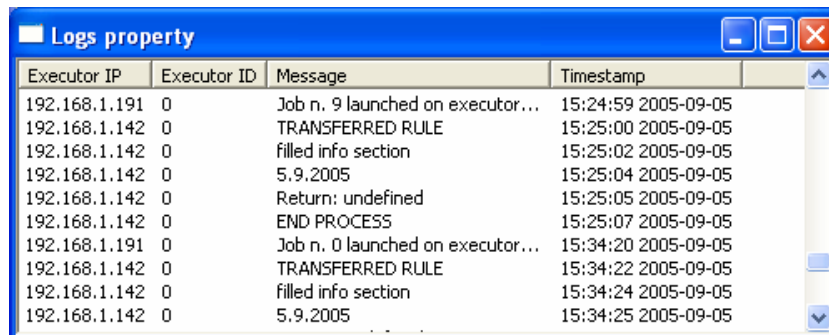 Logs property
Executor IP Executor ID Message Timestamp
192.168.1.191 0 Job n. 9 launched on executor... 15:24:59 2005-09-05
192.168.1.142 0 TRANSFERRED RULE 15:25:00 2005-09-05
192.168.1.142 0 filled info section 15:25:02 2005-09-05
192.168.1.142 0 5.9.2005 15:25:04 2005-09-05
192.168.1.142 0 Return: undefined 15:25:05 2005-09-05
192.168.1.142 0 END PROCESS 15:25:07 2005-09-05
192.168.1.191 0 Job n. 0 launched on executor... 15:34:20 2005-09-05
192.168.1.142 0 TRANSFERRED RULE 15:34:22 2005-09-05
192.168.1.142 0 filled info section 15:34:24 2005-09-05
192.168.1.142 0 5.9.2005 15:34:25 2005-09-05